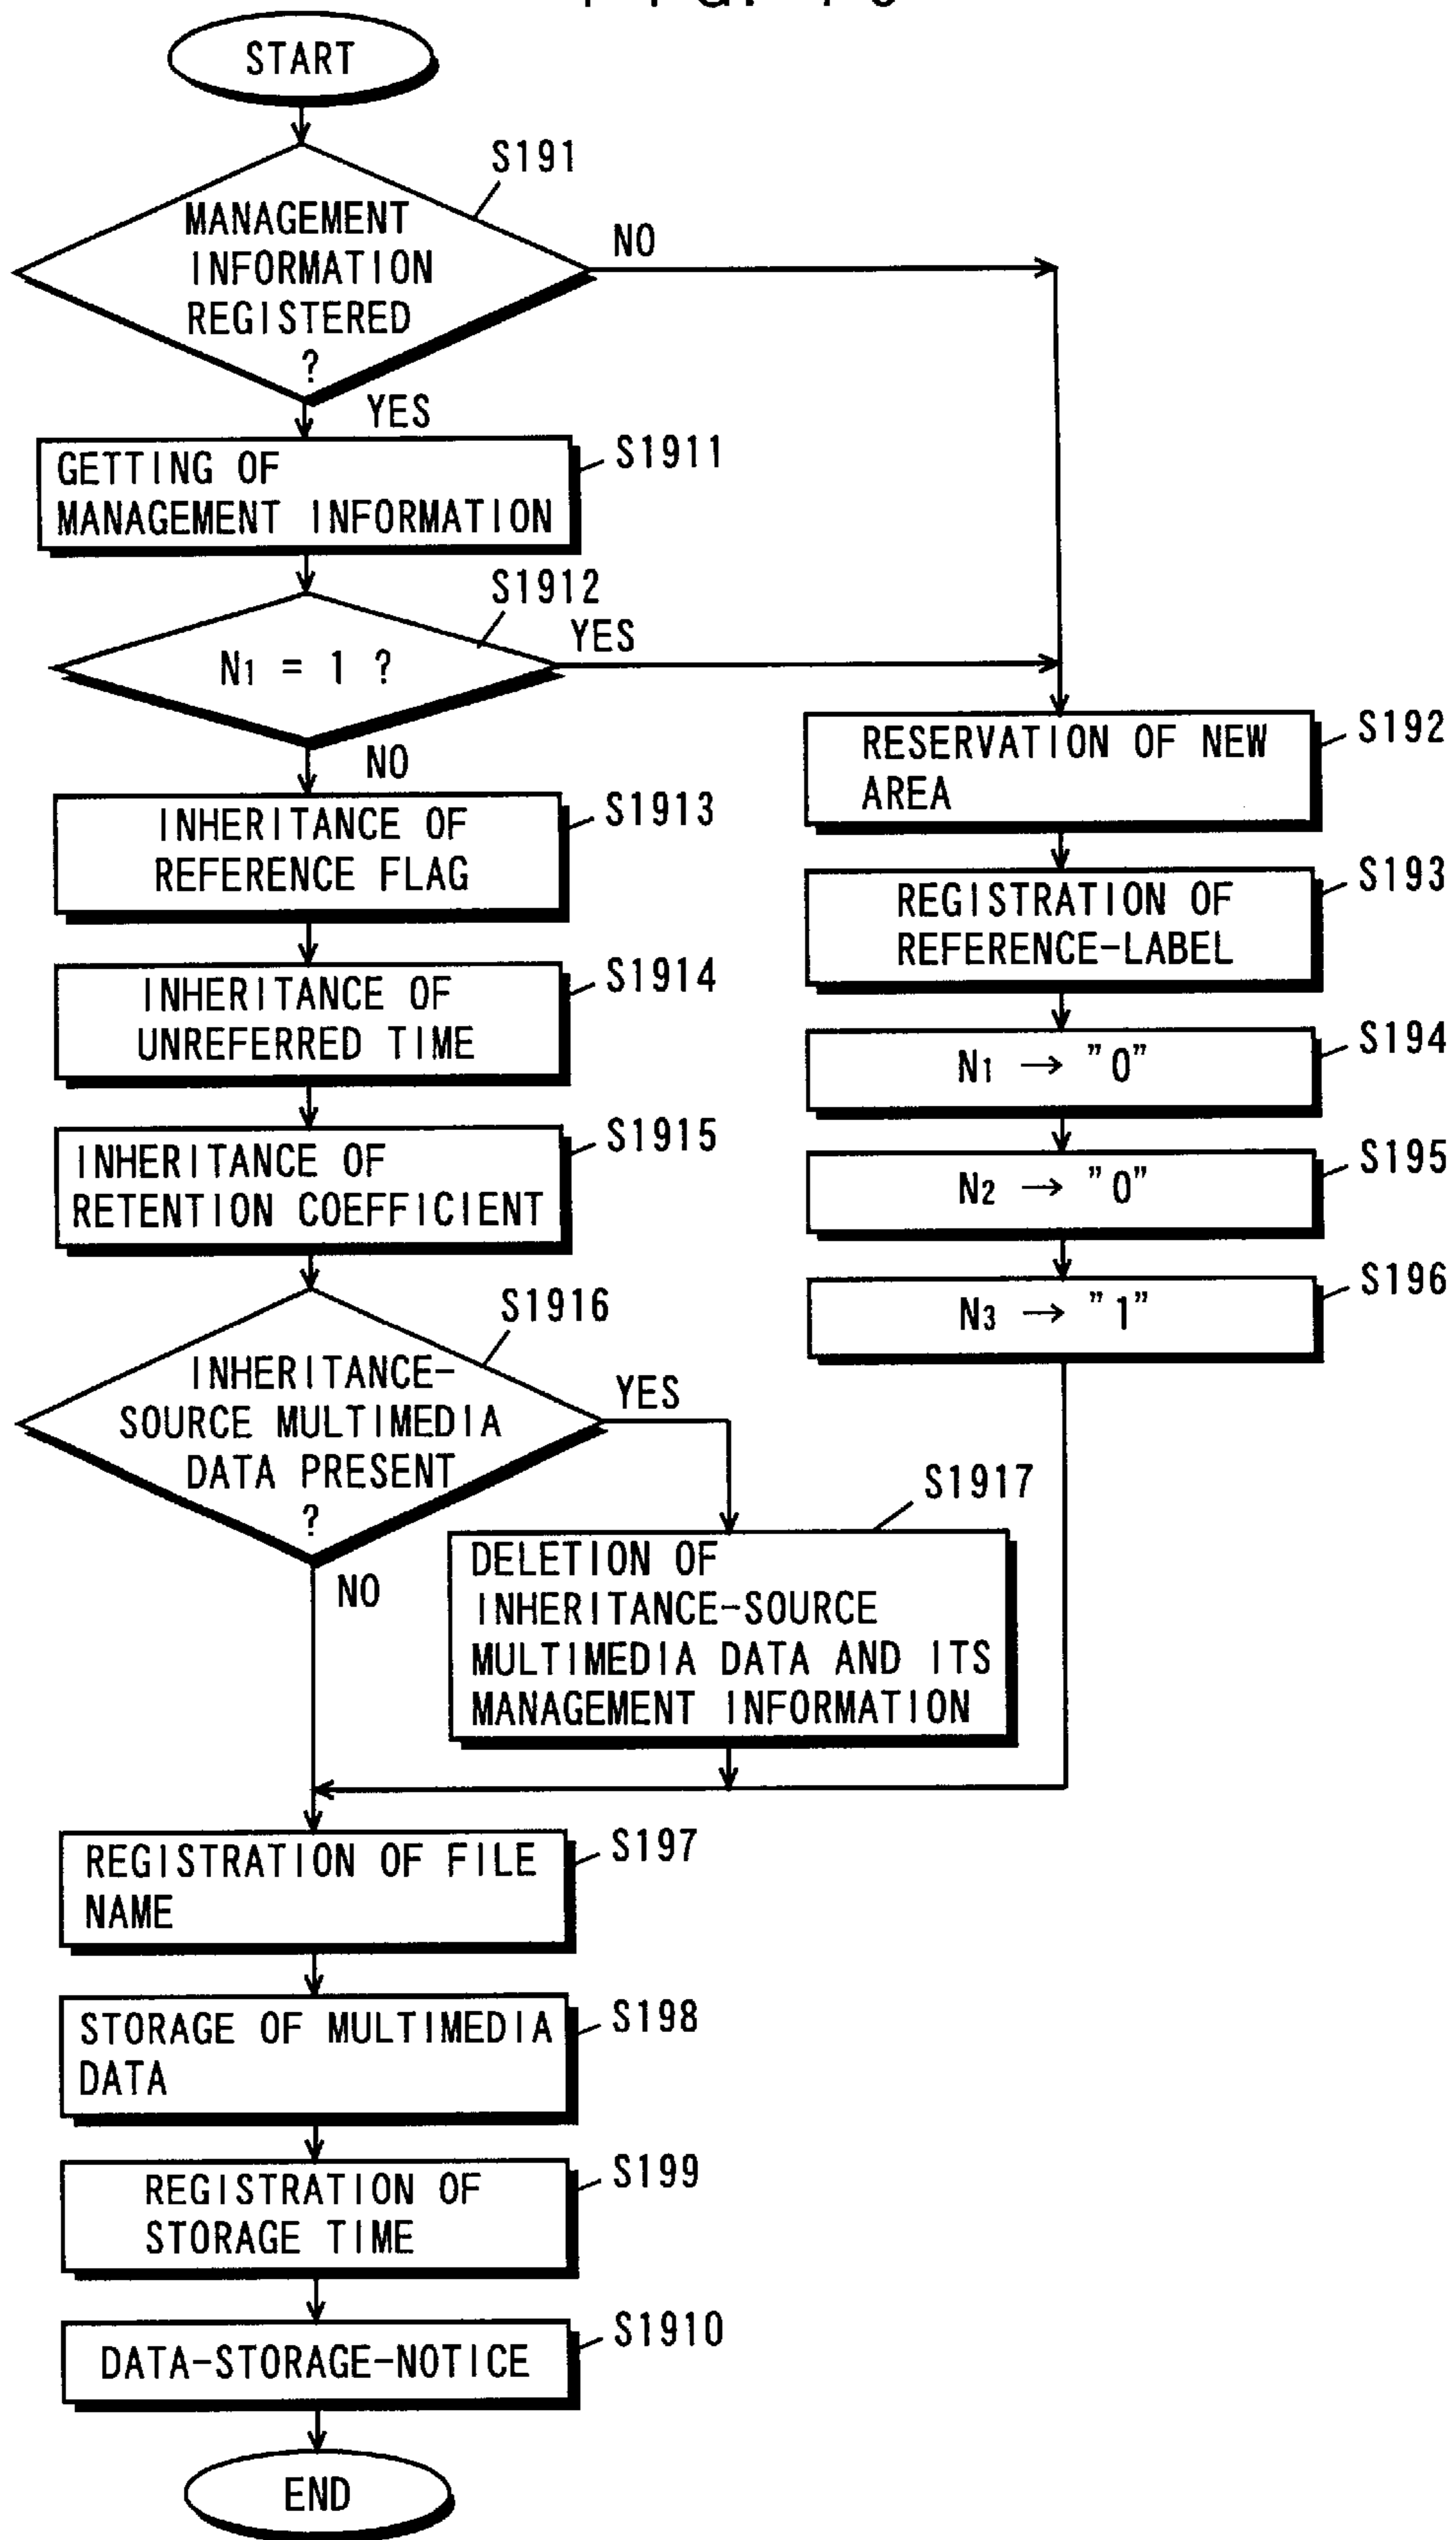 START
S191
MANAGEMENT
INFORMATION
REGISTERED
?
NO
YES
GETTING OF
MANAGEMENT INFORMATION
S1911
S1912
N1 = 1 ?
YES
NO
INHERITANCE OF
REFERENCE FLAG
S1913
INHERITANCE OF
UNREFERRED TIME
S1914
INHERITANCE OF
RETENTION COEFFICIENT
S1915
S1916
INHERITANCE-
SOURCE MULTIMEDIA
DATA PRESENT
?
YES
NO
S1917
DELETION OF
INHERITANCE-SOURCE
MULTIMEDIA DATA AND ITS
MANAGEMENT INFORMATION
RESERVATION OF NEW
AREA
S192
REGISTRATION OF
REFERENCE-LABEL
S193
N1 → "0"
S194
N2 → "0"
S195
N3 → "1"
S196
REGISTRATION OF FILE
NAME
S197
STORAGE OF MULTIMEDIA
DATA
S198
REGISTRATION OF
STORAGE TIME
S199
DATA-STORAGE-NOTICE
S1910
END